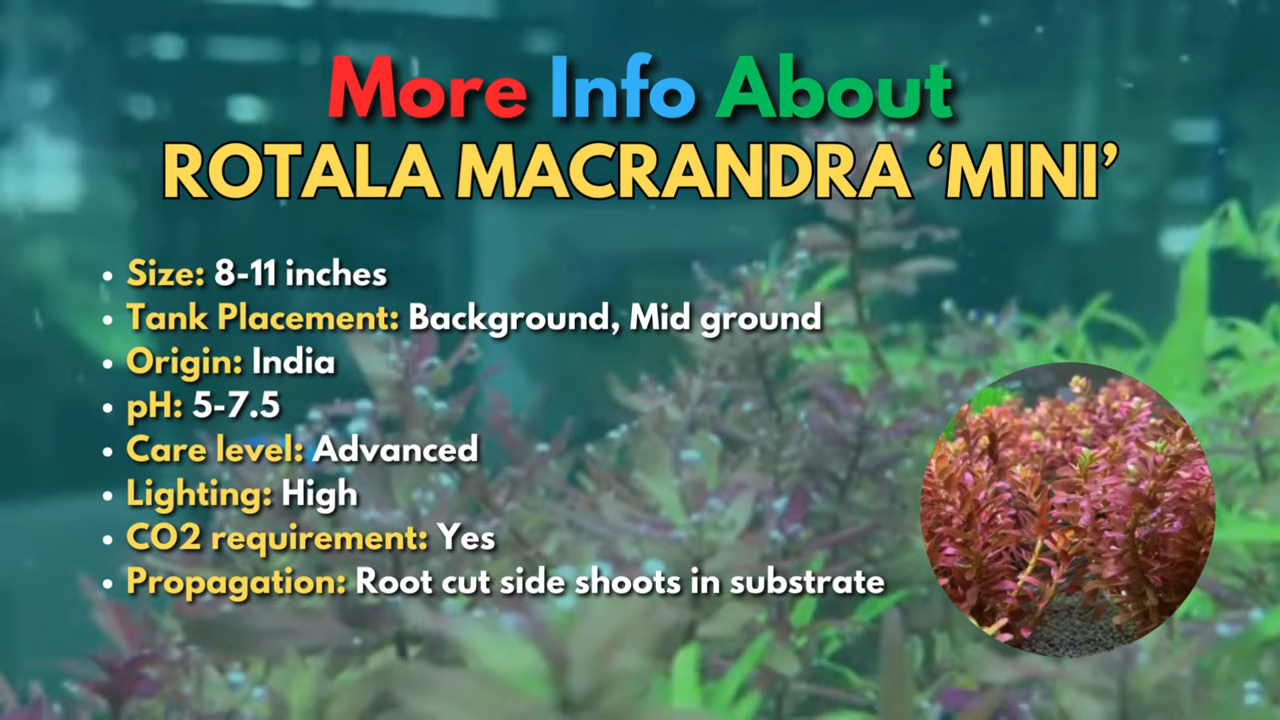 More Info About
ROTALA MACRANDRA ‘MINI’
• Size: 8-11 inches
• Tank Placement: Background, Mid ground
• Origin: India
• pH: 5-7.5
• Care level: Advanced
• Lighting: High
• CO2 requirement: Yes
• Propagation: Root cut side shoots in substrate